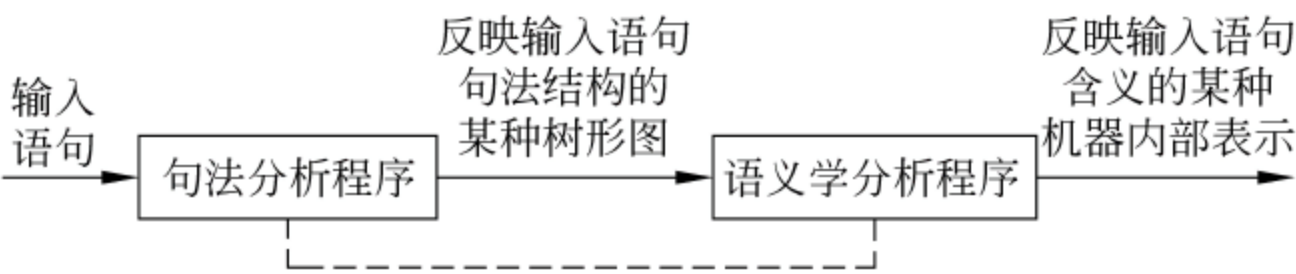 输入
语句
句法分析程序
反映输入语句
句法结构的
某种树形图
语义学分析程序
反映输入语句
含义的某种
机器内部表示